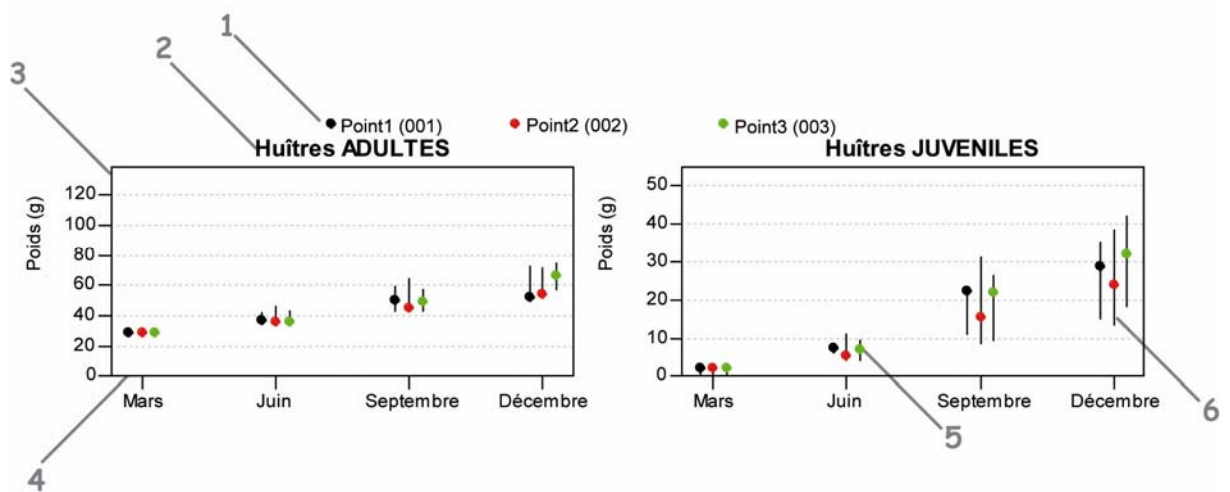 1
2
3
Point1 (001) Point2 (002) Point3 (003)
Huîtres ADULTES
Poids (g)
120
100
80
60
40
20
0
Mars Juin Septembre Décembre
4
Huîtres JUVENILES
Poids (g)
50
40
30
20
10
0
Mars Juin Septembre Décembre
5
6